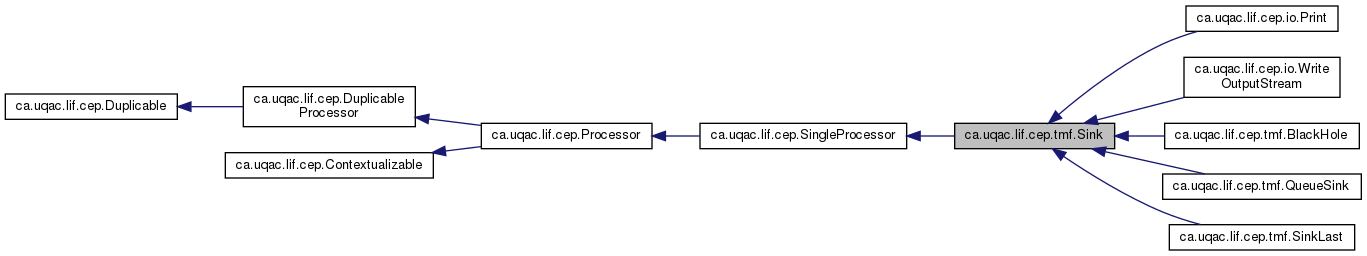 ca.uqac.lif.cep.Duplicable
ca.uqac.lif.cep.Duplicable
Processor
ca.uqac.lif.cep.Contextualizable
ca.uqac.lif.cep.Processor
ca.uqac.lif.cep.SingleProcessor
ca.uqac.lif.cep.tmf.Sink
ca.uqac.lif.cep.io.Print
ca.uqac.lif.cep.io.Write
OutputStream
ca.uqac.lif.cep.tmf.BlackHole
ca.uqac.lif.cep.tmf.QueueSink
ca.uqac.lif.cep.tmf.SinkLast